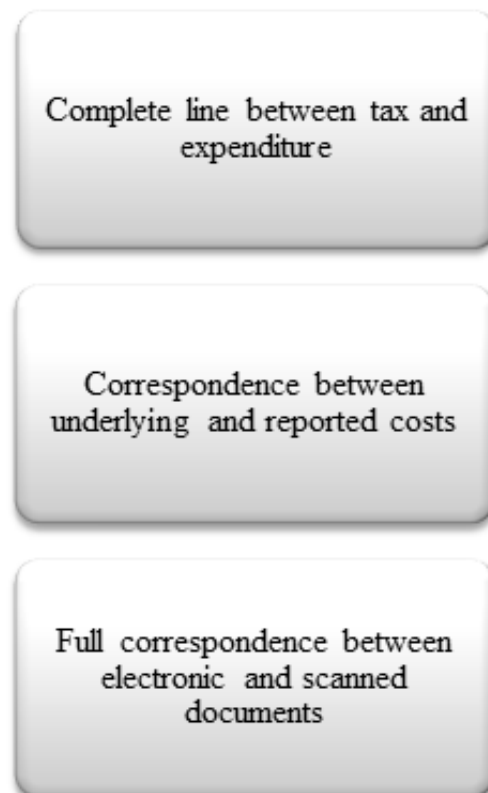 Complete line between tax and
expenditure
Correspondence between
underlying and reported costs
Full correspondence between
electronic and scanned
documents